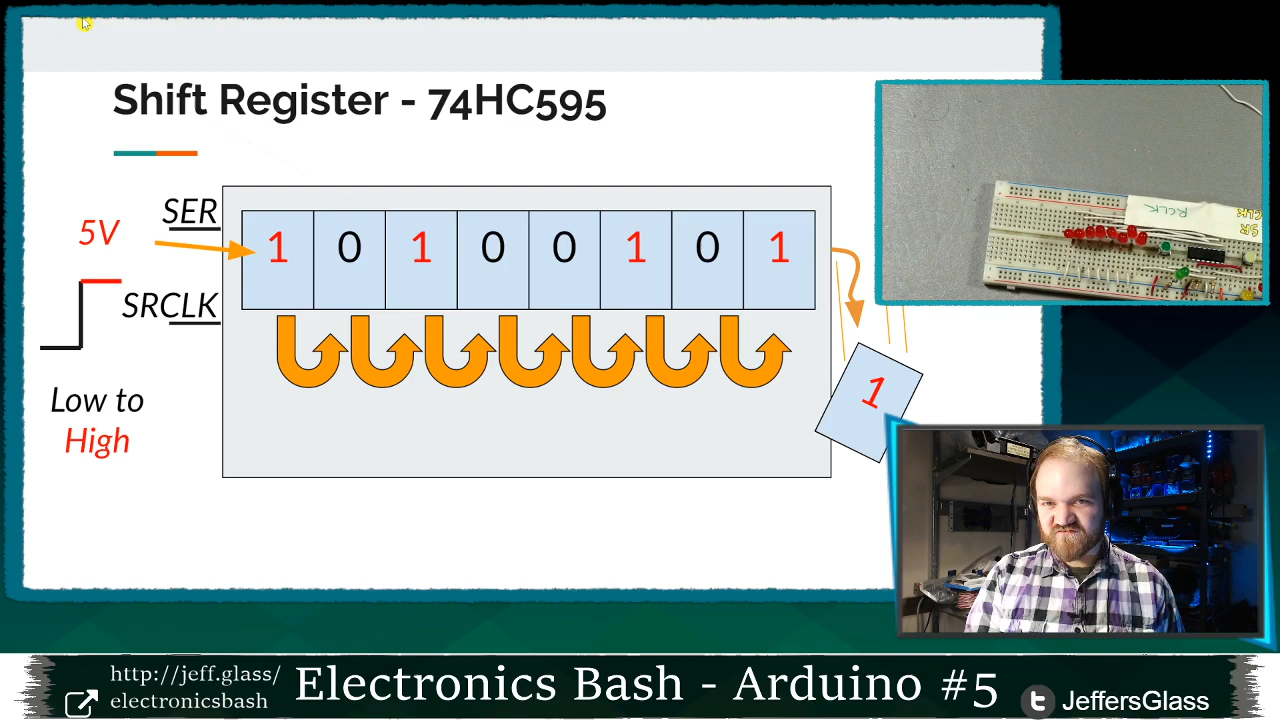 Shift Register - 74HC595
SER
5V
1 0 1 0 0 1 0 1
SRCLK
Low to
High
1
RCLK
http://jeff.glass/
electronicsbash
Electronics Bash - Arduino #5
JeffersGlass